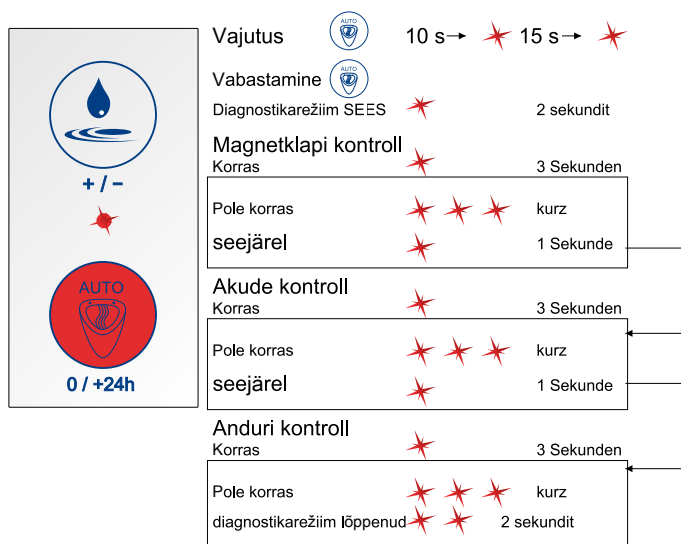 + / −
AUTO
0 / +24h
Vajutus AUTO 10 s→ 15 s→
Vabastamine AUTO
Diagnostikarežiim SEES 2 sekundit
Magnetklapi kontroll
Korras 3 Sekunden
Pole korras kurz
seejärel 1 Sekunde
Akude kontroll
Korras 3 Sekunden
Pole korras kurz
seejärel 1 Sekunde
Anduri kontroll
Korras 3 Sekunden
Pole korras kurz
diagnostikarežiim lõppenud 2 sekundit